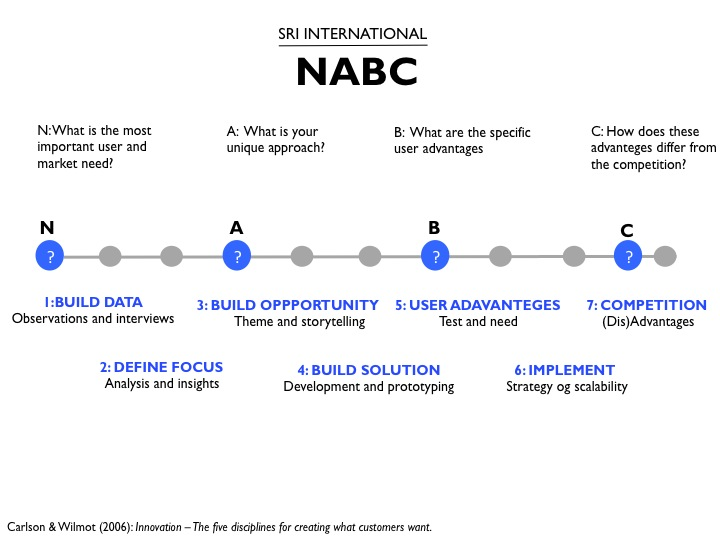 SRI INTERNATIONAL
NABC
N:What is the most
important user and
market need?
A: What is your
unique approach?
B: What are the specific
user advantages
C: How does these
advanteges differ from
the competition?
N
A
B
C
?
?
?
?
1:BUILD DATA
Observations and interviews
3: BUILD OPPPORTUNITY
Theme and storytelling
5: USER ADAVANTEGES
Test and need
7: COMPETITION
(Dis)Advantages
2: DEFINE FOCUS
Analysis and insights
4: BUILD SOLUTION
Development and prototyping
6: IMPLEMENT
Strategy og scalability
Carlson & Wilmot (2006): Innovation – The five disciplines for creating what customers want.